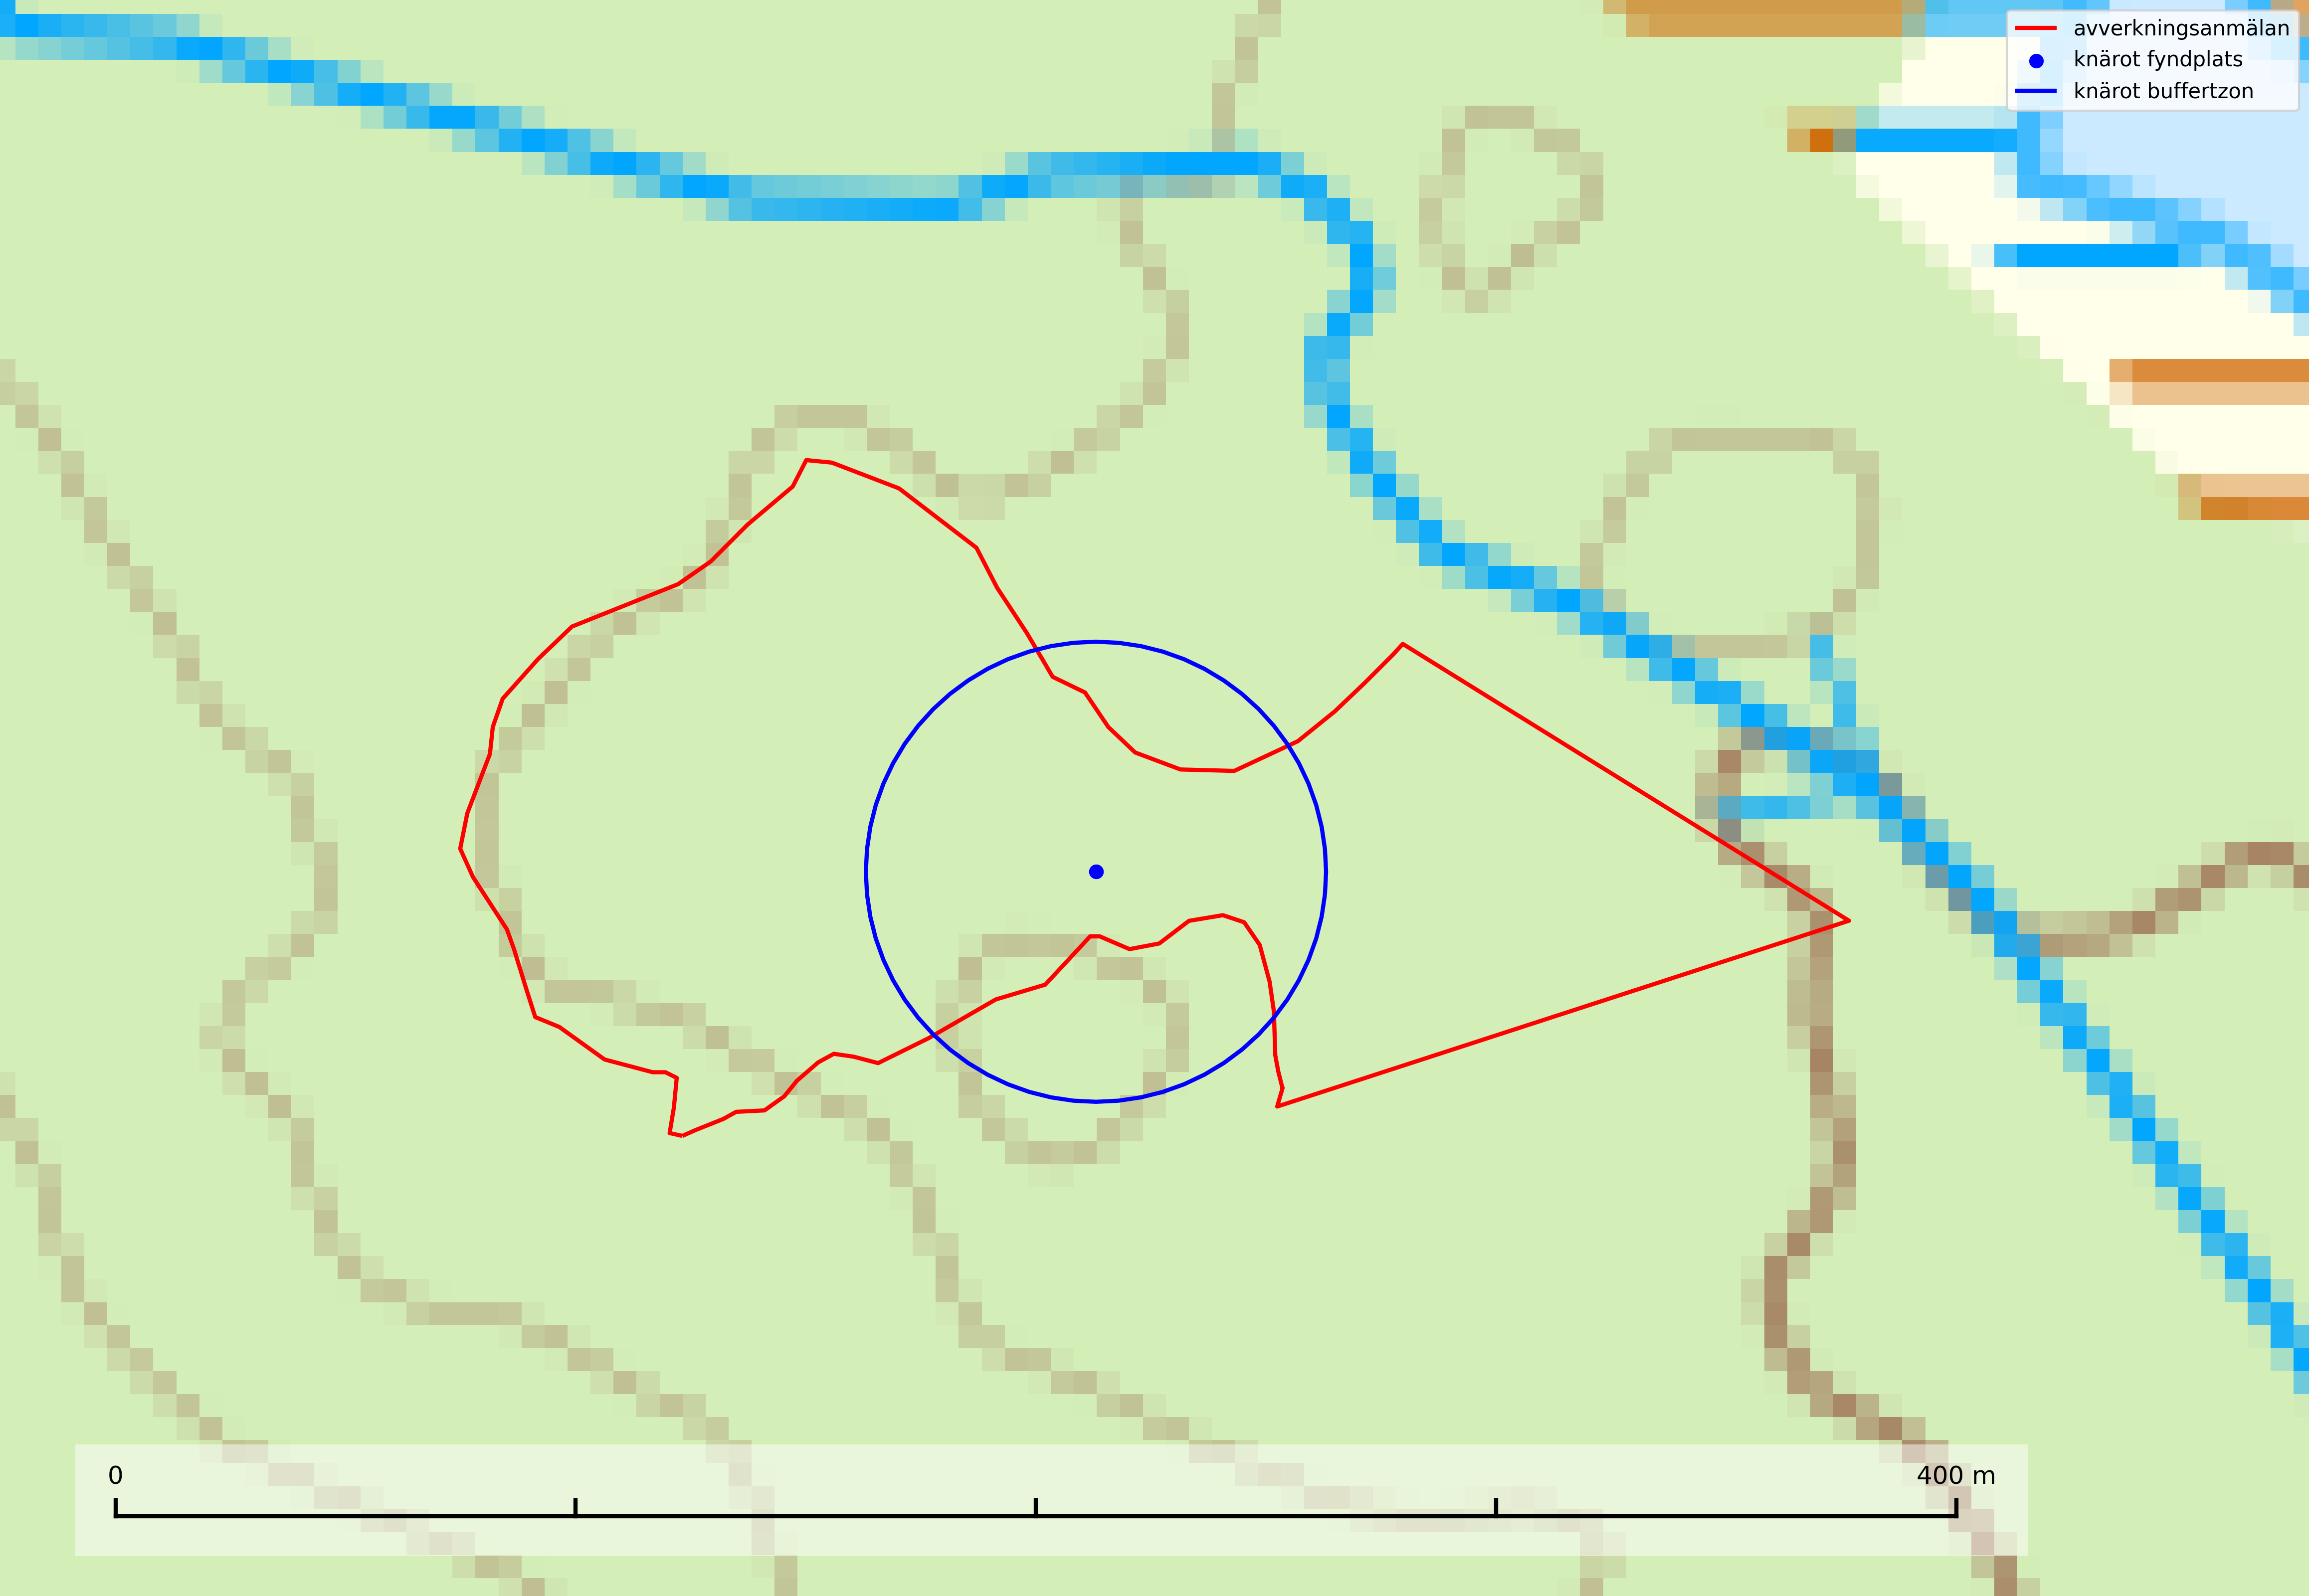 avverkningsanmälan
knärot fyndplats
knärot buffertzon
0 400 m